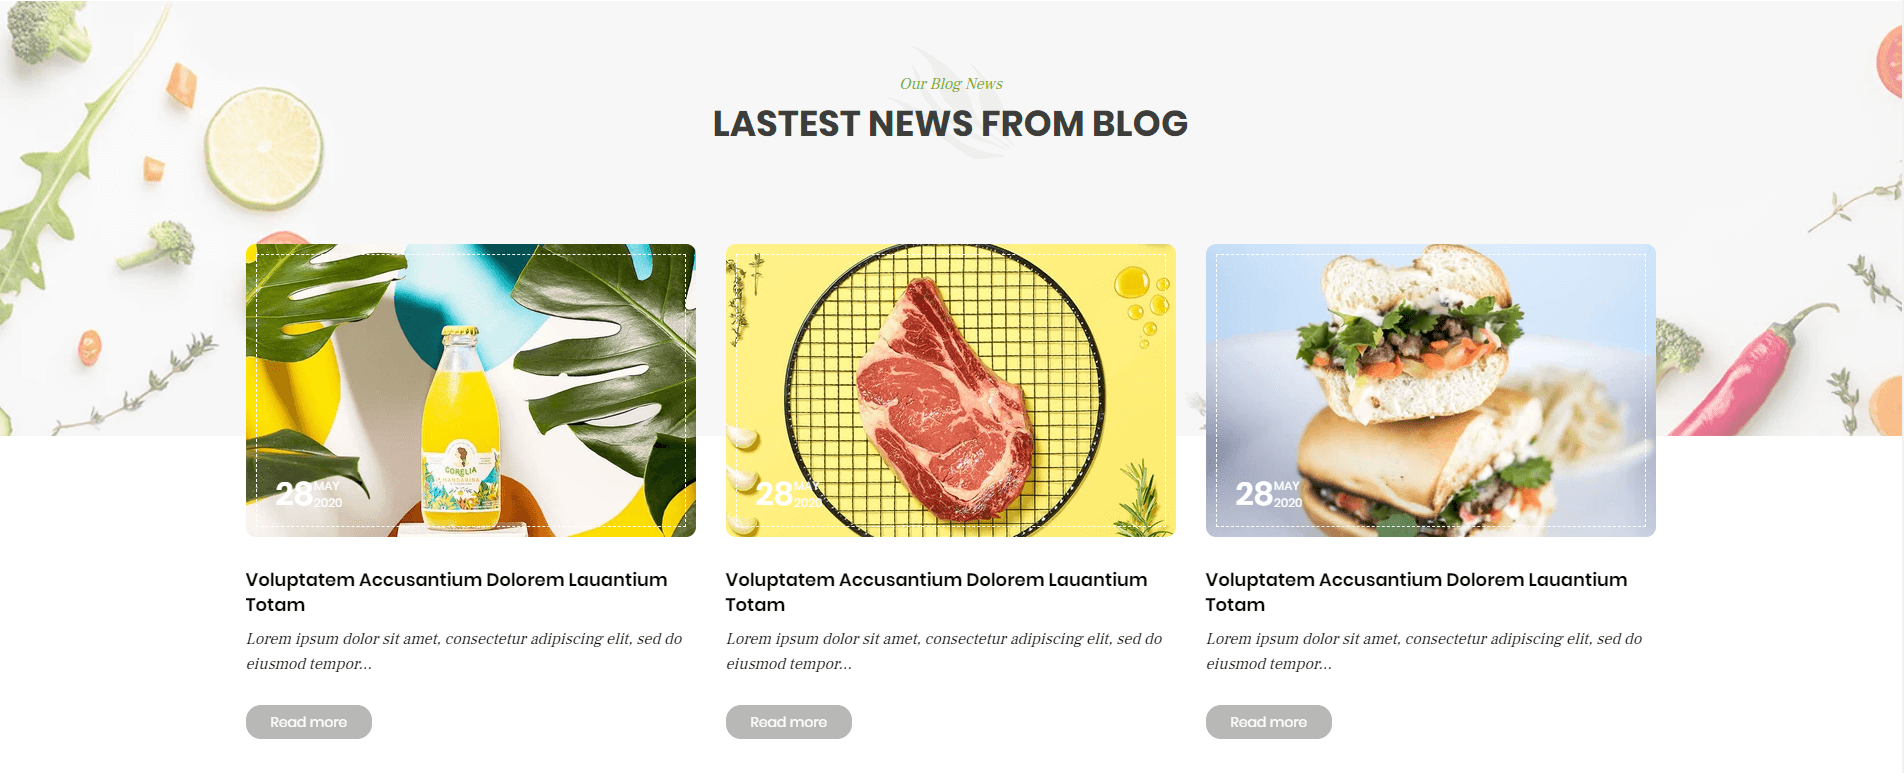 Our Blog News
LASTEST NEWS FROM BLOG
CORELIA
MANDARINA
28 MAY
2020
28 MAY
2020
28 MAY
2020
Voluptatem Accusantium Dolorem Lauantium
Totam
Lorem ipsum dolor sit amet, consectetur adipiscing elit, sed do
eiusmod tempor...
Read more
Voluptatem Accusantium Dolorem Lauantium
Totam
Lorem ipsum dolor sit amet, consectetur adipiscing elit, sed do
eiusmod tempor...
Read more
Voluptatem Accusantium Dolorem Lauantium
Totam
Lorem ipsum dolor sit amet, consectetur adipiscing elit, sed do
eiusmod tempor...
Read more